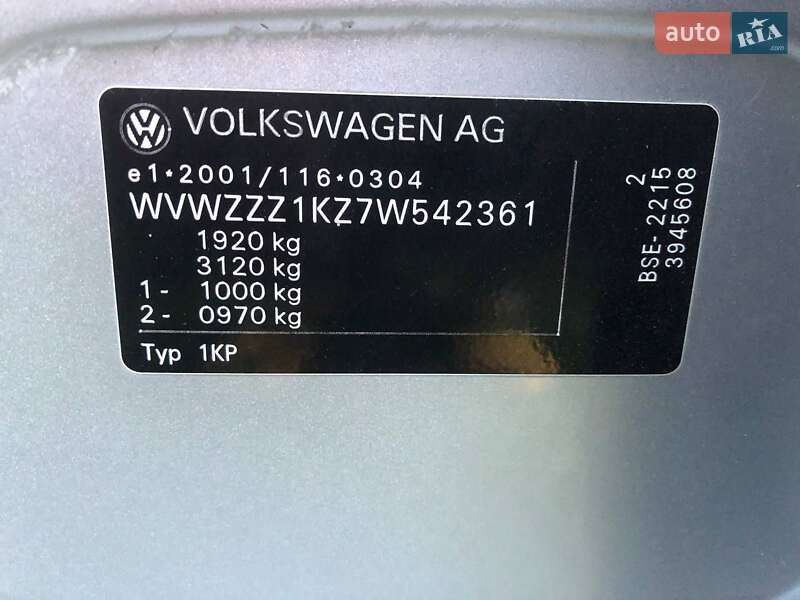 auto RIA.com
VOLKSWAGEN AG
e1*2001/116*0304
WVWZZZ1KZ7W542361
1920 kg
3120 kg
1- 1000 kg
2- 0970 kg
Typ 1KP
2
BSE- 2215
3945608